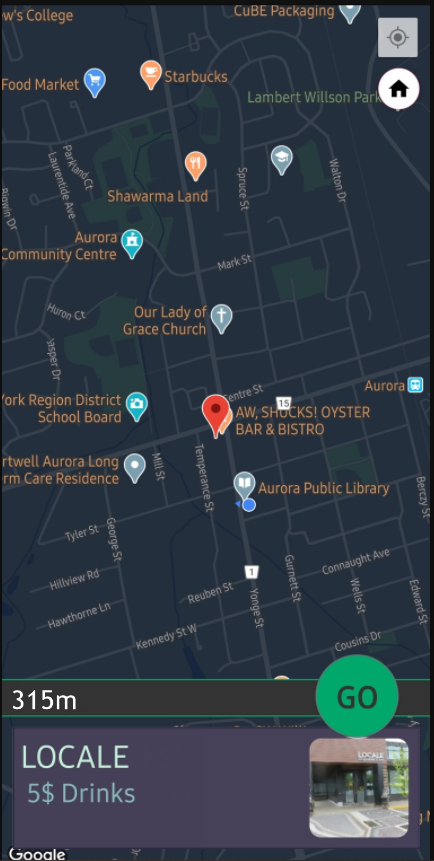 w's College
CuBE Packaging
Food Market
Starbucks
Lambert Willson Park
Parkland Ct
Laurentide Ave
Walton Dr
Spruce St
Shawarma Land
Aurora
Community Centre
Mark St
Huron Ct
Our Lady of
Grace Church
asper Dr
Aurora
York Region District
School Board
Centre St
15
AW, SHUCKS! OYSTER
BAR & BISTRO
rtwell Aurora Long
rm Care Residence
Mill St
Temperance St
Aurora Public Library
Berczy St
Tyler St
George St
1
Connaught Ave
Hillview Rd
Reuben St
Yonge St
Gurnett St
Wells St
Edward St
Hawthorne Ln
Kennedy St W
Cousins Dr
315m
GO
LOCALE
5$ Drinks
LOCALE
Google